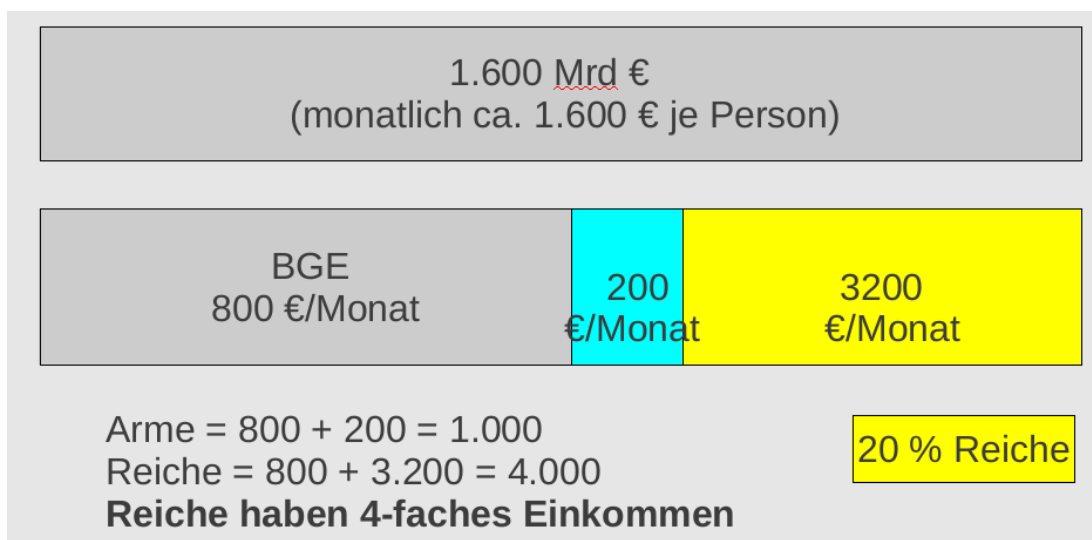 1.600 Mrd €
(monatlich ca. 1.600 € je Person)
BGE
800 €/Monat
200
€/Monat
3200
€/Monat
Arme = 800 + 200 = 1.000
Reiche = 800 + 3.200 = 4.000
Reiche haben 4-faches Einkommen
20 % Reiche